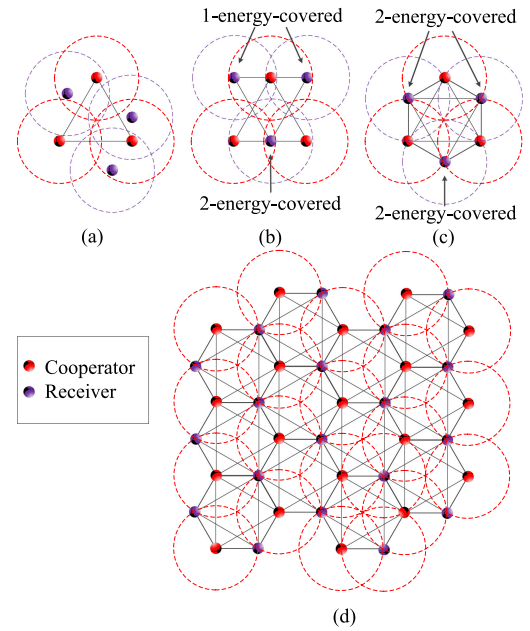 1-energy-covered
2-energy-covered
2-energy-covered
2-energy-covered
(a)
(b)
(c)
Cooperator
Receiver
(d)